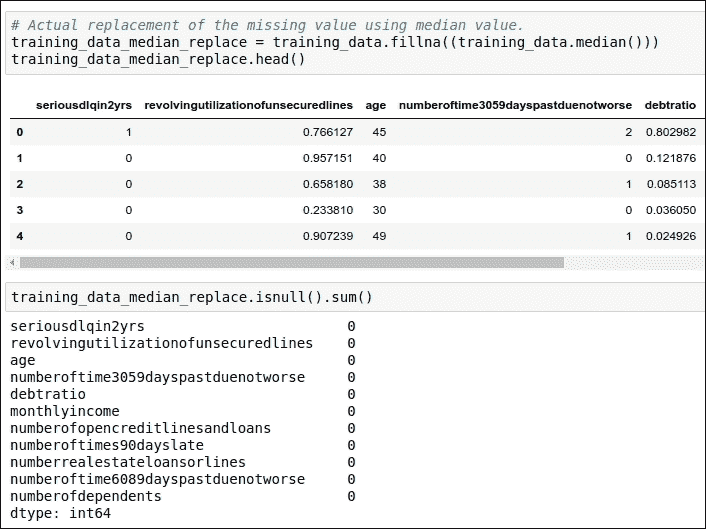 # Actual replacement of the missing value using median value.
training_data_median_replace = training_data.fillna((training_data.median()))
training_data_median_replace.head()
seriousdlqin2yrs revolvingutilizationofunsecuredlines age numberoftime3059dayspastduenotworse debtratio
0 1 0.766127 45 2 0.802982
1 0 0.957151 40 0 0.121876
2 0 0.658180 38 1 0.085113
3 0 0.233810 30 0 0.036050
4 0 0.907239 49 1 0.024926
training_data_median_replace.isnull().sum()
seriousdlqin2yrs 0
revolvingutilizationofunsecuredlines 0
age 0
numberoftime3059dayspastduenotworse 0
debtratio 0
monthlyincome 0
numberofopencreditlinesandloans 0
numberoftimes90dayslate 0
numberrealestateloansorlines 0
numberoftime6089dayspastduenotworse 0
numberofdependents 0
dtype: int64